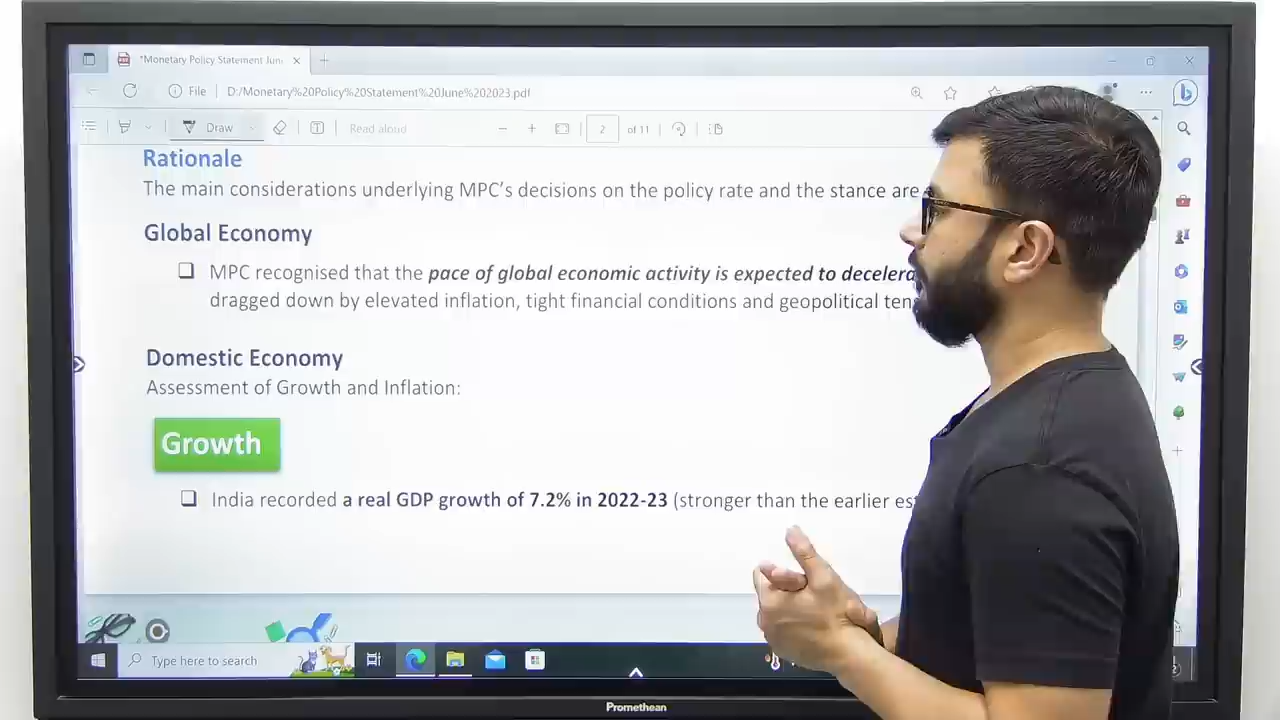 *Monetary Policy Statement Jun
File
D:/Monetary%20Policy%20Statement%20June%202023.pdf
Draw
Read aloud
2 of 11
Rationale
The main considerations underlying MPC's decisions on the policy rate and the stance are
Global Economy
MPC recognised that the pace of global economic activity is expected to decelera
dragged down by elevated inflation, tight financial conditions and geopolitical ten
Domestic Economy
Assessment of Growth and Inflation:
Growth
India recorded a real GDP growth of 7.2% in 2022-23 (stronger than the earlier es
Type here to search
Promethean